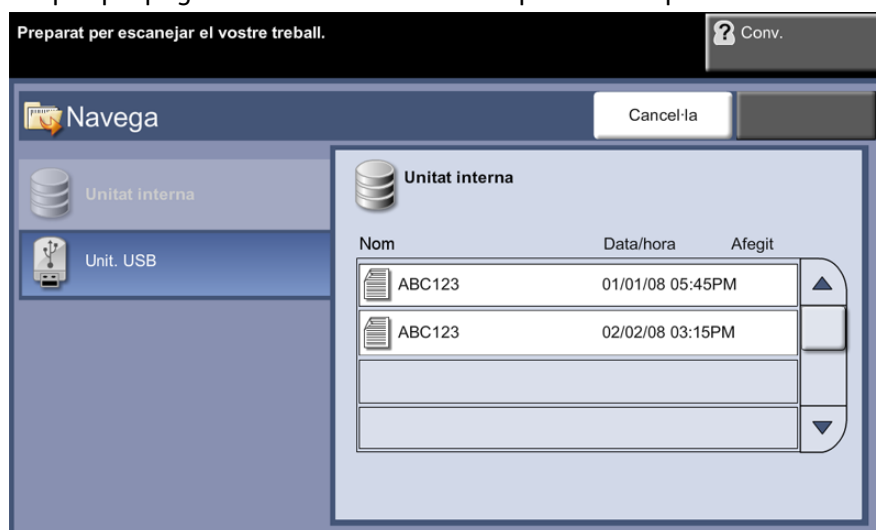 Preparat per escanejar el vostre treball.
Conv.
Navega
Cancel·la
Unitat interna
Unit. USB
Unitat interna
Nom Data/hora Afegit
ABC123 01/01/08 05:45PM
ABC123 02/02/08 03:15PM